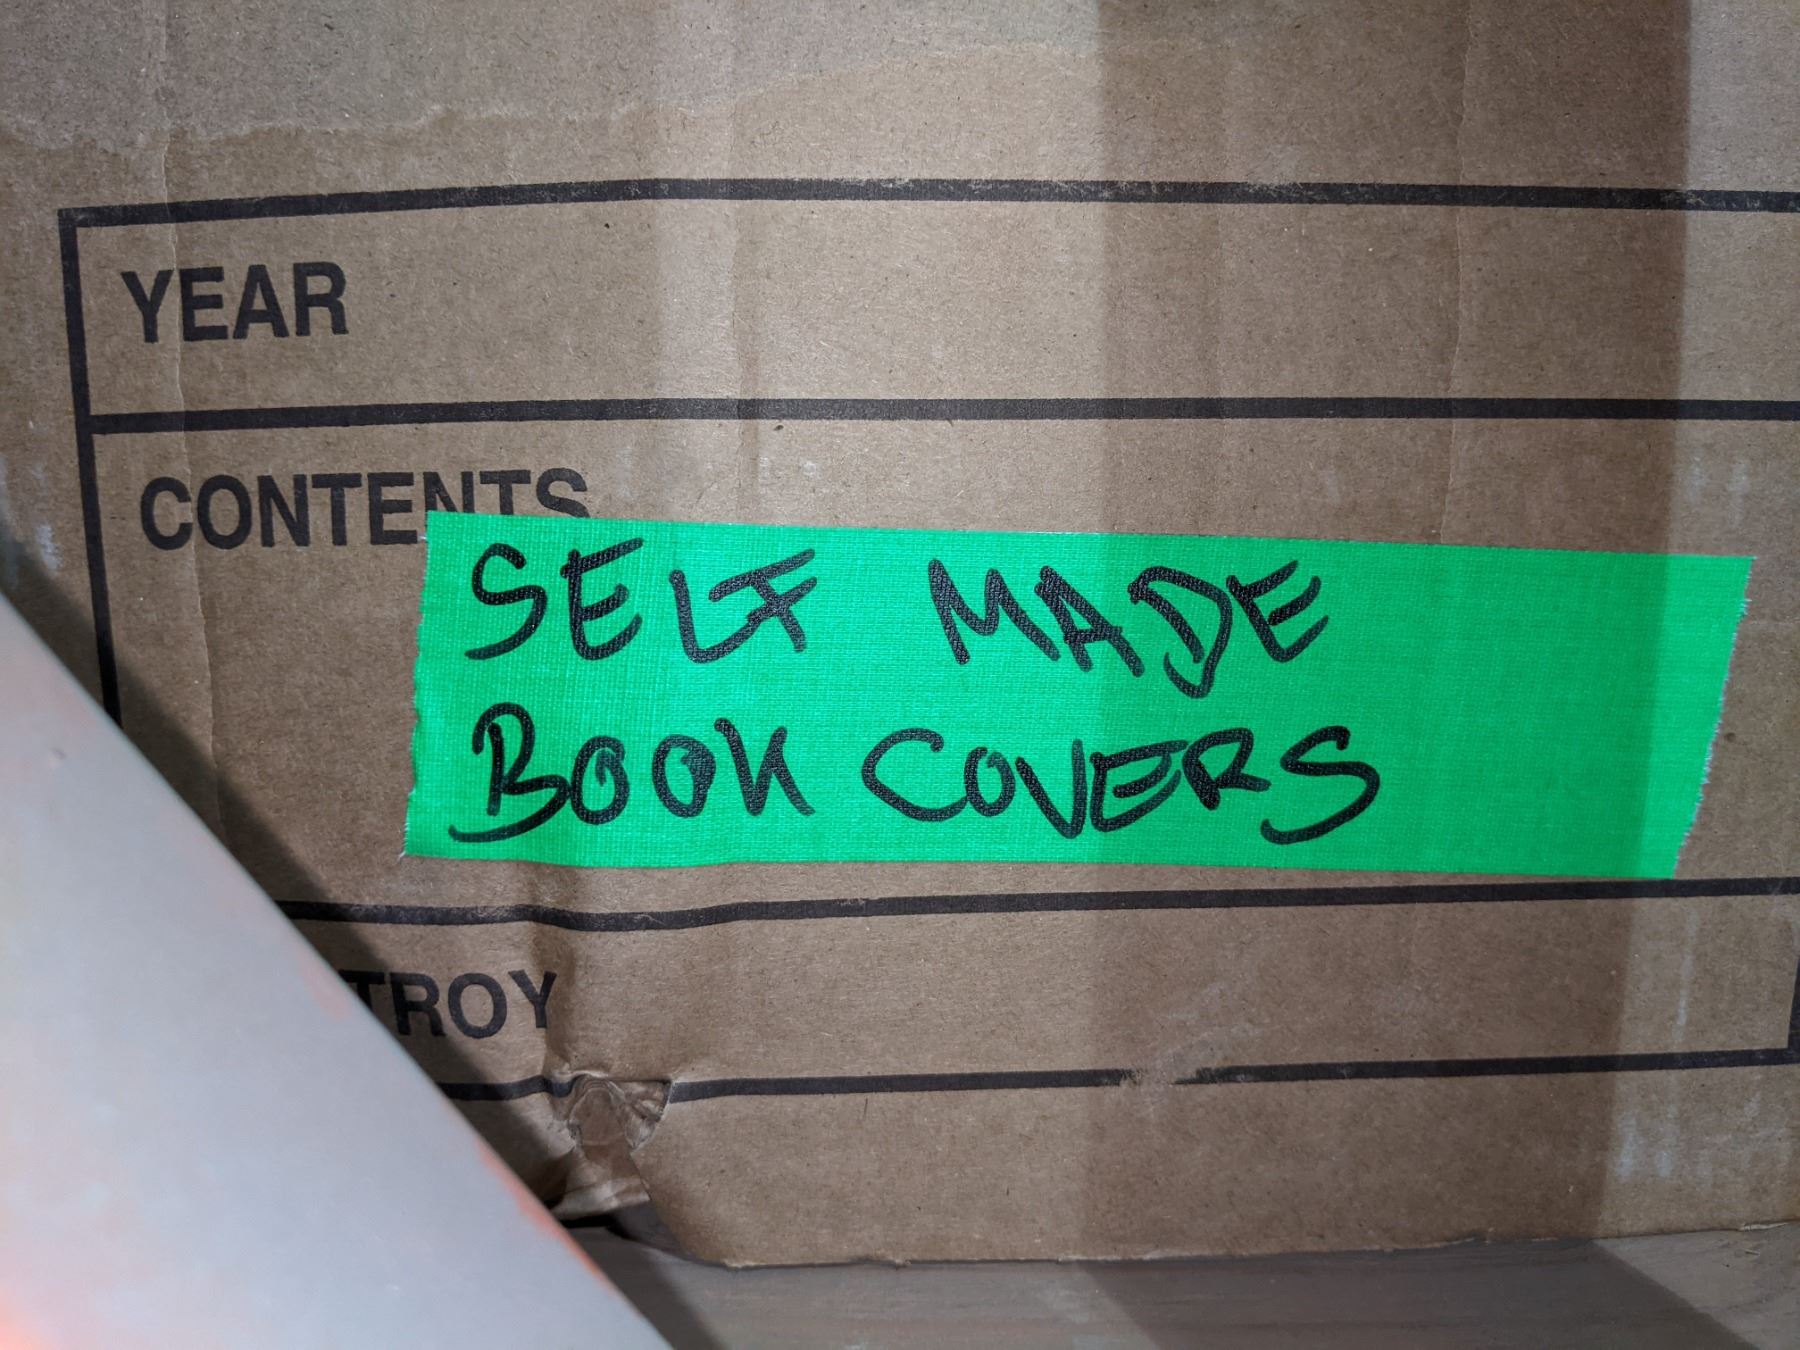 YEAR
CONTENTS
SELF MADE
BOOK COVERS
TROY